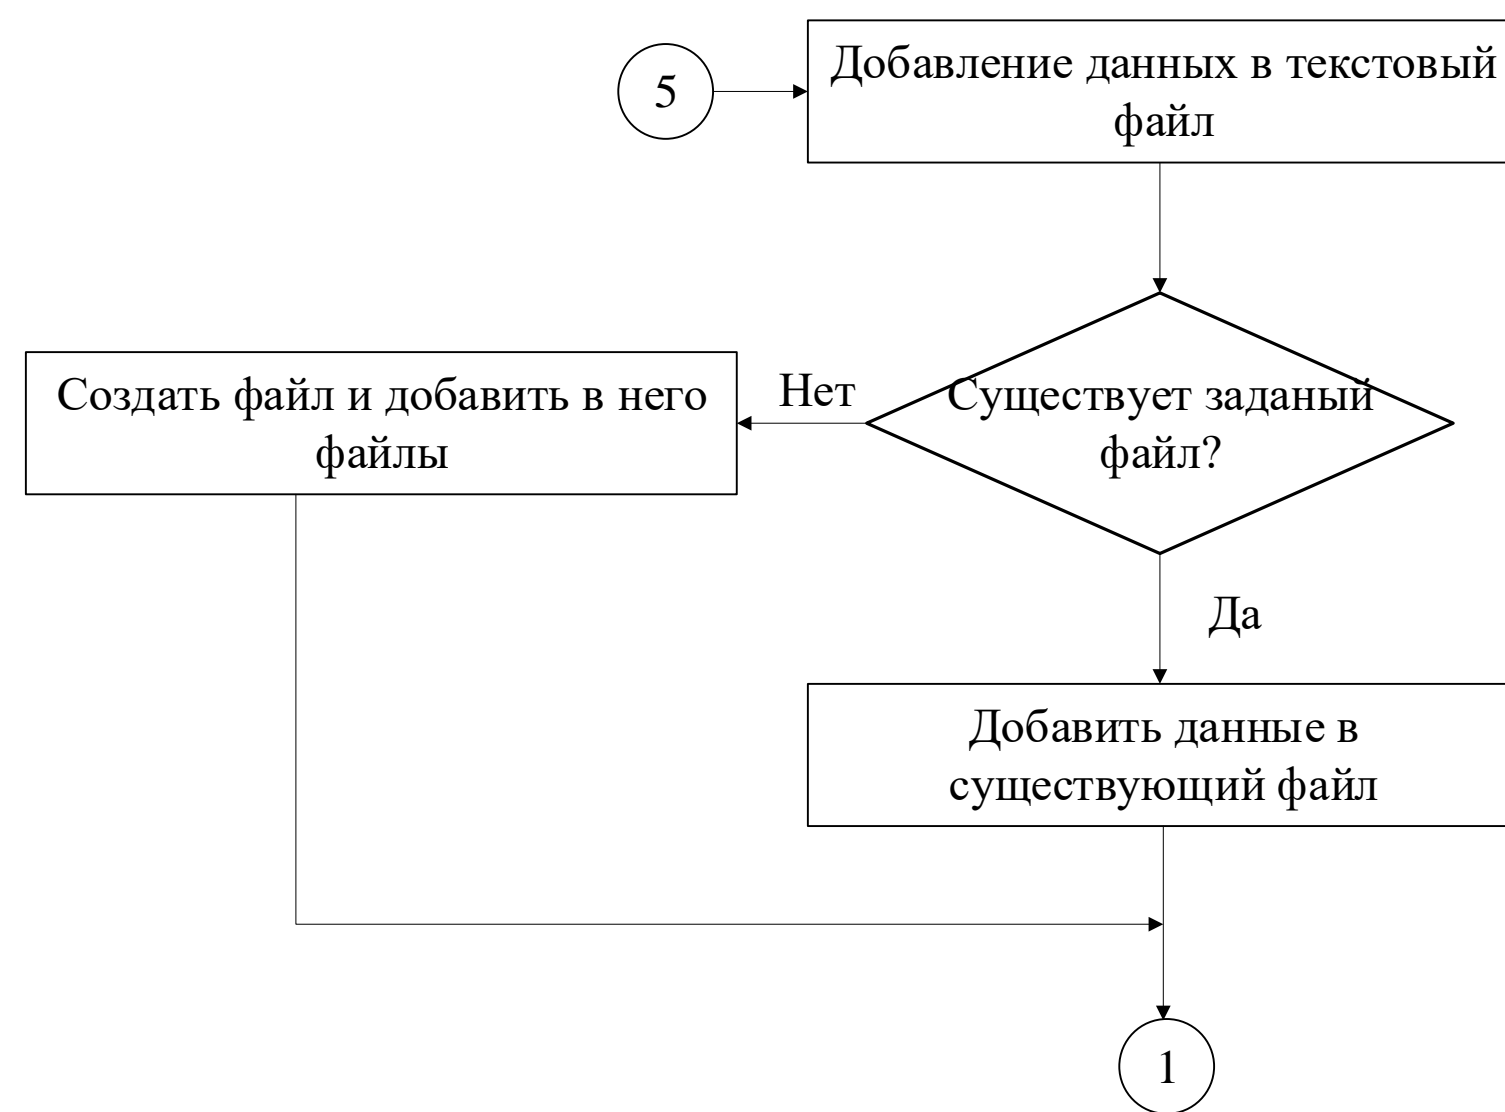 5
Добавление данных в текстовый
файл
Создать файл и добавить в него
файлы
Нет
Существует заданый
файл?
Да
Добавить данные в
существующий файл
1